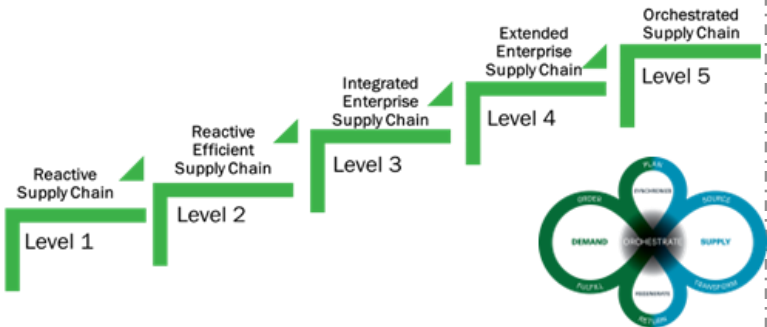 Reactive
Supply Chain
Level 1
Reactive
Efficient
Supply Chain
Level 2
Integrated
Enterprise
Supply Chain
Level 3
Extended
Enterprise
Supply Chain
Level 4
Orchestrated
Supply Chain
Level 5
PLAN
SYNCHRONIZE
ORDER
SOURCE
DEMAND
ORCHESTRATE
SUPPLY
FULFILL
TRANSFORM
REGENERATE
RETURN